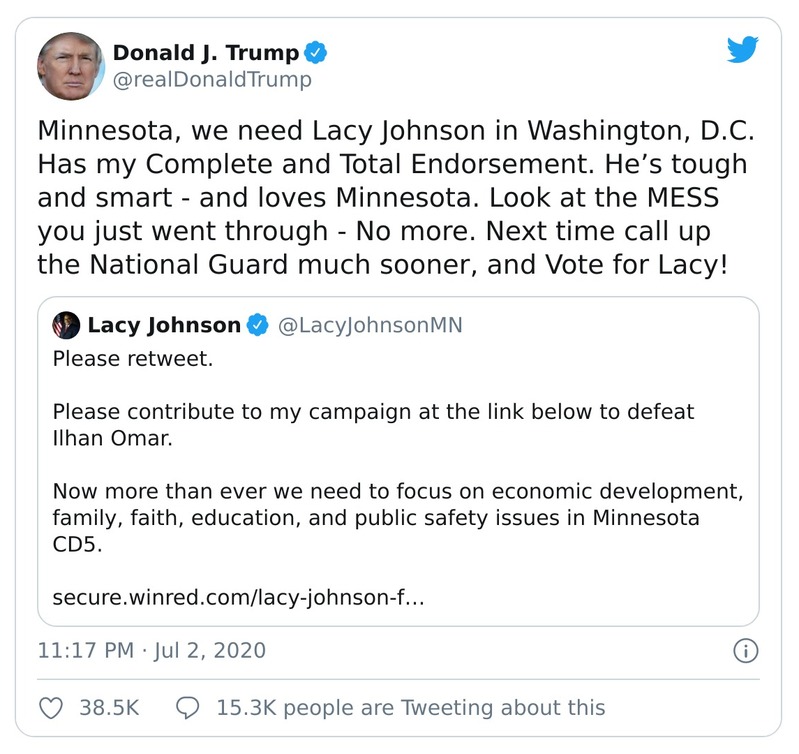 Donald J. Trump
@realDonaldTrump
Minnesota, we need Lacy Johnson in Washington, D.C.
Has my Complete and Total Endorsement. He’s tough
and smart - and loves Minnesota. Look at the MESS
you just went through - No more. Next time call up
the National Guard much sooner, and Vote for Lacy!
Lacy Johnson @LacyJohnsonMN
Please retweet.
Please contribute to my campaign at the link below to defeat
Ilhan Omar.
Now more than ever we need to focus on economic development,
family, faith, education, and public safety issues in Minnesota
CD5.
secure.winred.com/lacy-johnson-f…
11:17 PM · Jul 2, 2020
38.5K 15.3K people are Tweeting about this